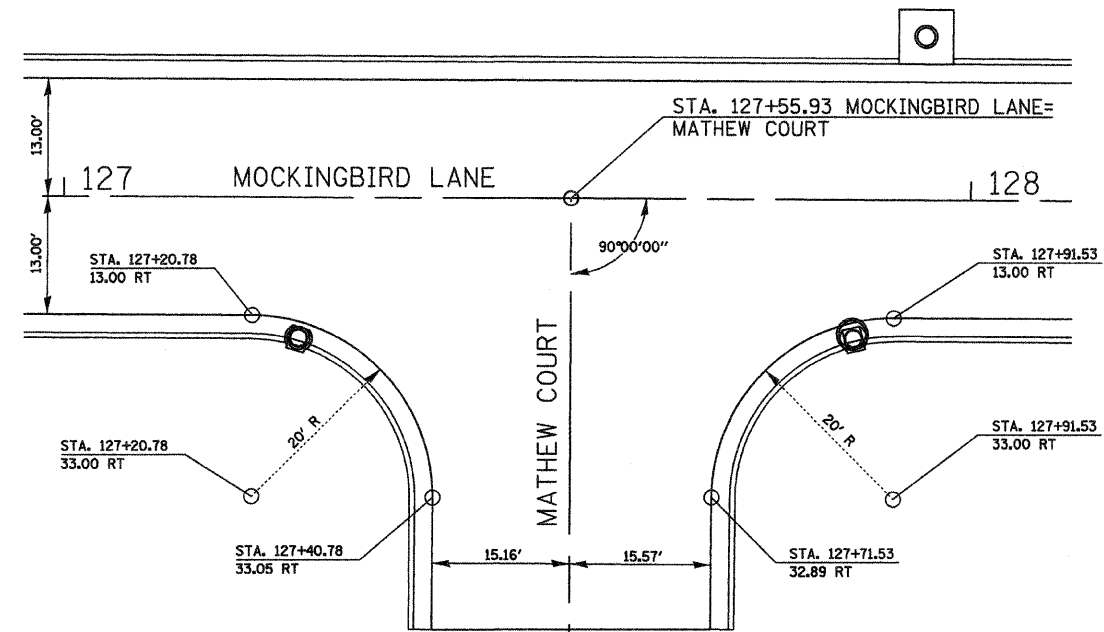 STA. 127+55.93 MOCKINGBIRD LANE=
MATHEW COURT
13.00'
127
MOCKINGBIRD LANE
128
13.00'
90°00'00"
STA. 127+20.78
13.00 RT
STA. 127+91.53
13.00 RT
MATHEW COURT
20' R
20' R
STA. 127+20.78
33.00 RT
STA. 127+91.53
33.00 RT
STA. 127+40.78
33.05 RT
15.16'
15.57'
STA. 127+71.53
32.89 RT